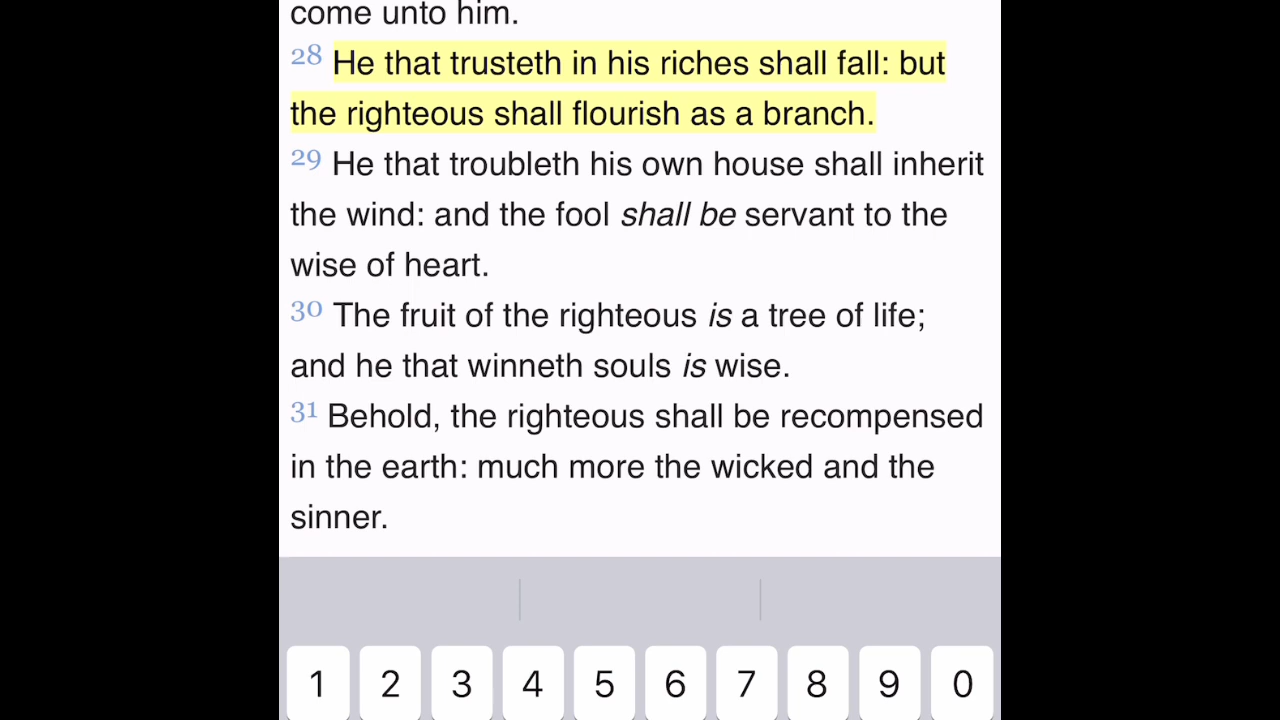 come unto him.
28 He that trusteth in his riches shall fall: but
the righteous shall flourish as a branch.
29 He that troubleth his own house shall inherit
the wind: and the fool shall be servant to the
wise of heart.
30 The fruit of the righteous is a tree of life;
and he that winneth souls is wise.
31 Behold, the righteous shall be recompensed
in the earth: much more the wicked and the
sinner.
1 2 3 4 5 6 7 8 9 0